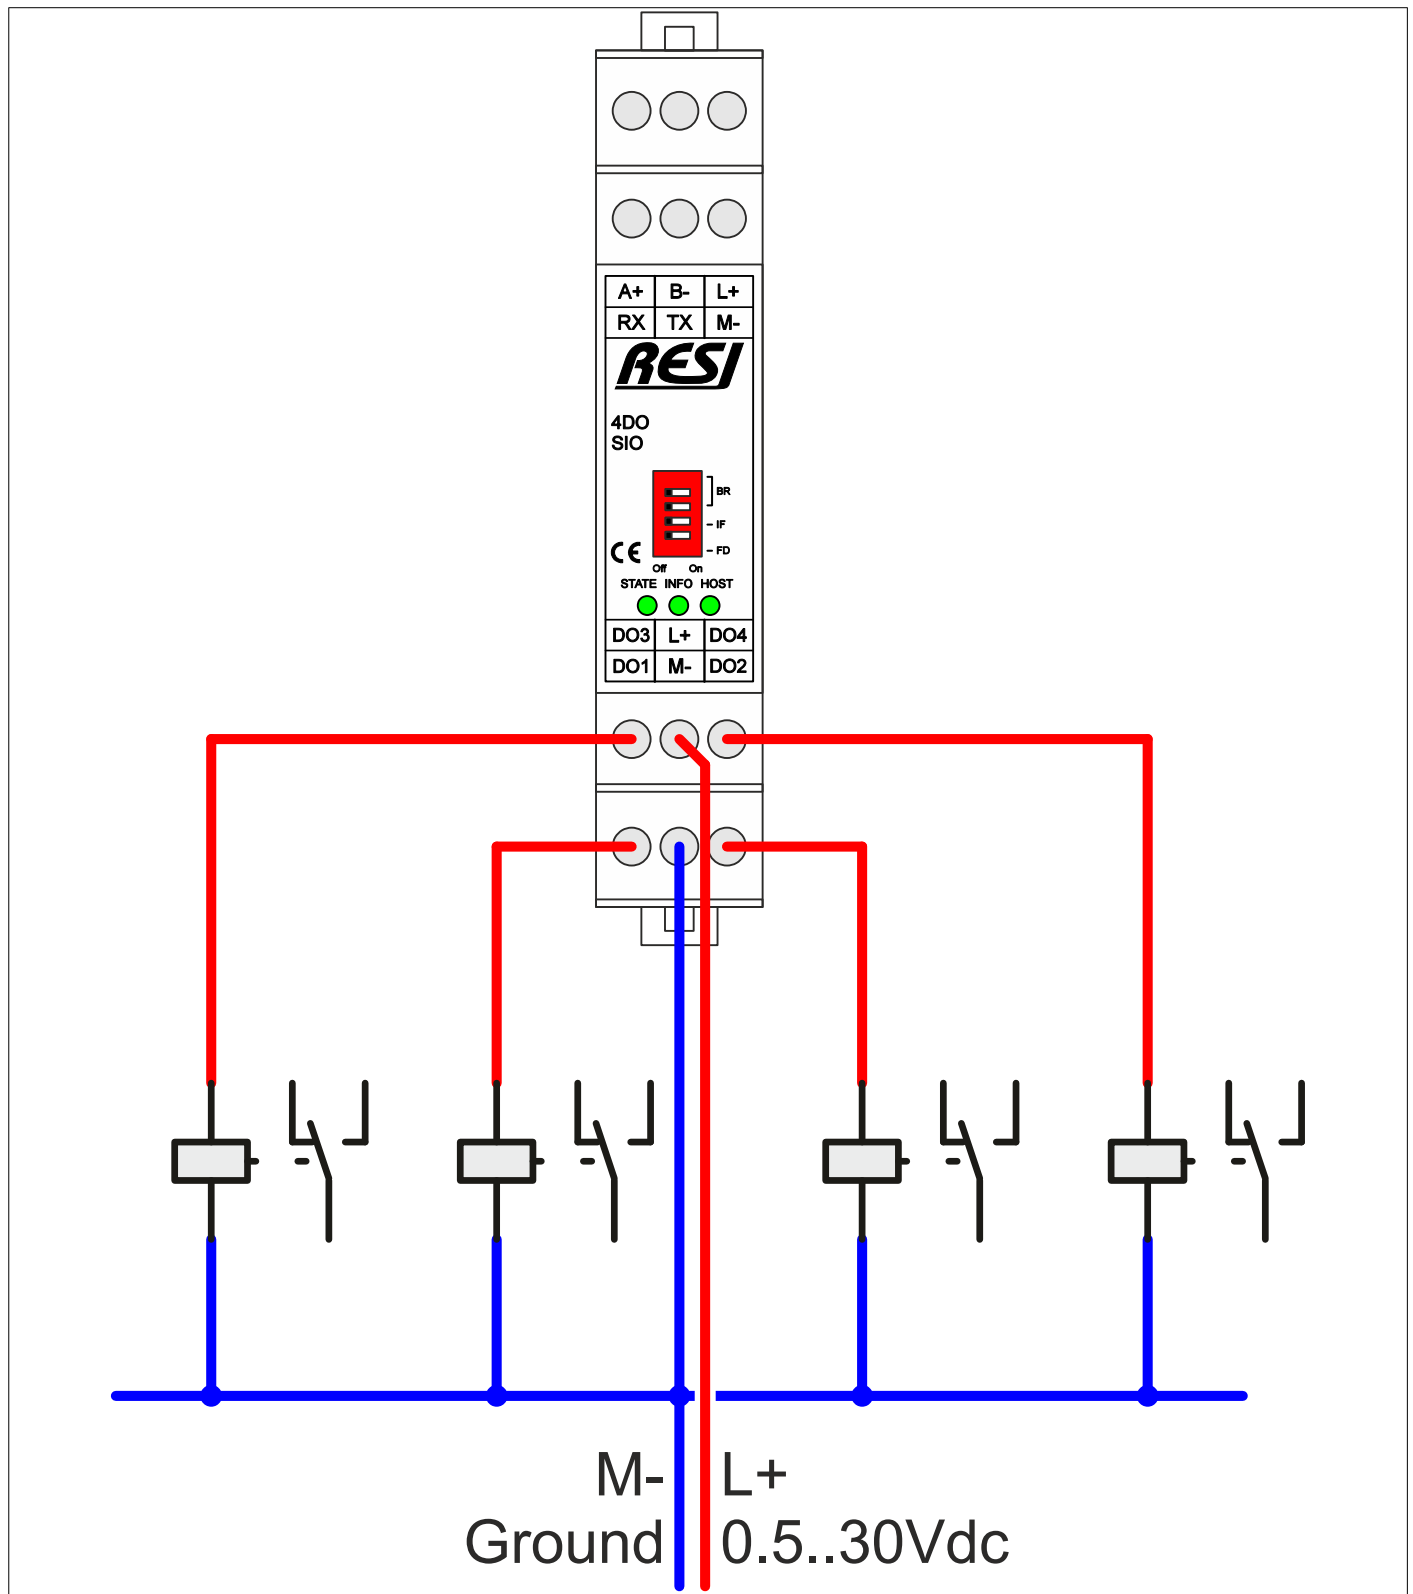 A+ B- L+
RX TX M-
RESI
4DO
SIO
BR
IF
FD
CE
Off On
STATE INFO HOST
DO3 L+ DO4
DO1 M- DO2
M- L+
Ground 0.5..30Vdc